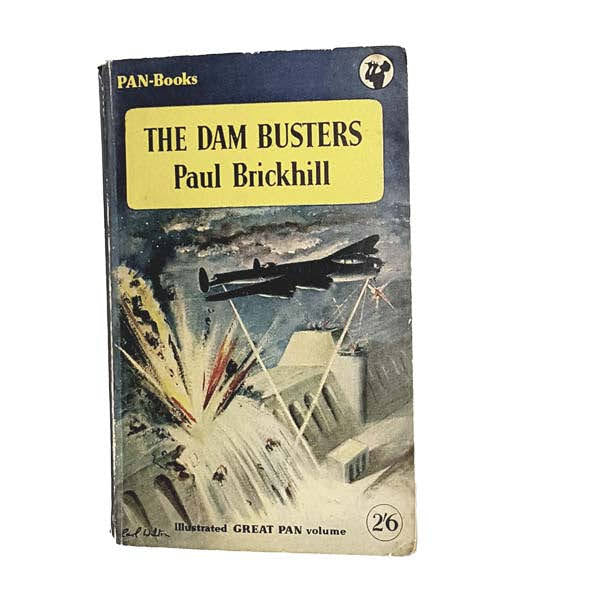 PAN-Books
THE DAM BUSTERS
Paul Brickhill
Illustrated GREAT PAN volume
2'6